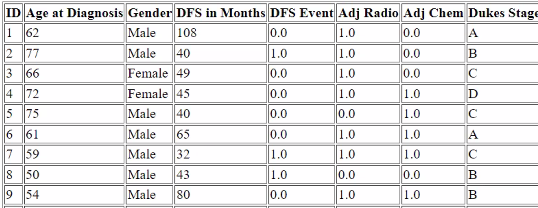 ID Age at Diagnosis Gender DFS in Months DFS Event Adj Radio Adj Chem Dukes Stage
1 62 Male 108 0.0 1.0 0.0 A
2 77 Male 40 1.0 1.0 0.0 B
3 66 Female 49 0.0 1.0 0.0 C
4 72 Female 45 0.0 1.0 1.0 D
5 75 Male 40 0.0 0.0 1.0 C
6 61 Male 65 0.0 1.0 1.0 A
7 59 Male 32 1.0 1.0 1.0 C
8 50 Male 43 1.0 0.0 0.0 B
9 54 Male 80 0.0 1.0 1.0 B